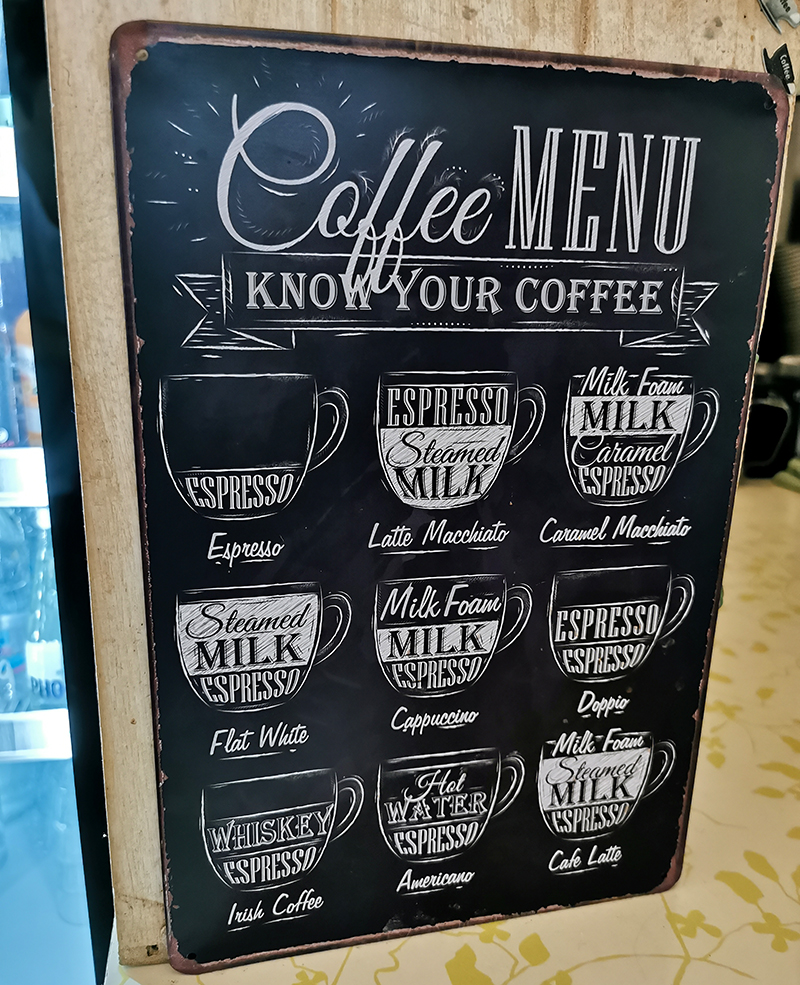 Coffee MENU
KNOW YOUR COFFEE
ESPRESSO
Espresso
ESPRESSO
Steamed
MILK
Latte Macchiato
Milk Foam
MILK
Caramel
ESPRESSO
Caramel Macchiato
Steamed
MILK
ESPRESSO
Flat White
Milk Foam
MILK
ESPRESSO
Cappuccino
ESPRESSO
ESPRESSO
Doppio
WHISKEY
ESPRESSO
Irish Coffee
Hot
WATER
ESPRESSO
Americano
Milk Foam
Steamed
MILK
ESPRESSO
Cafe Latte
Coffee